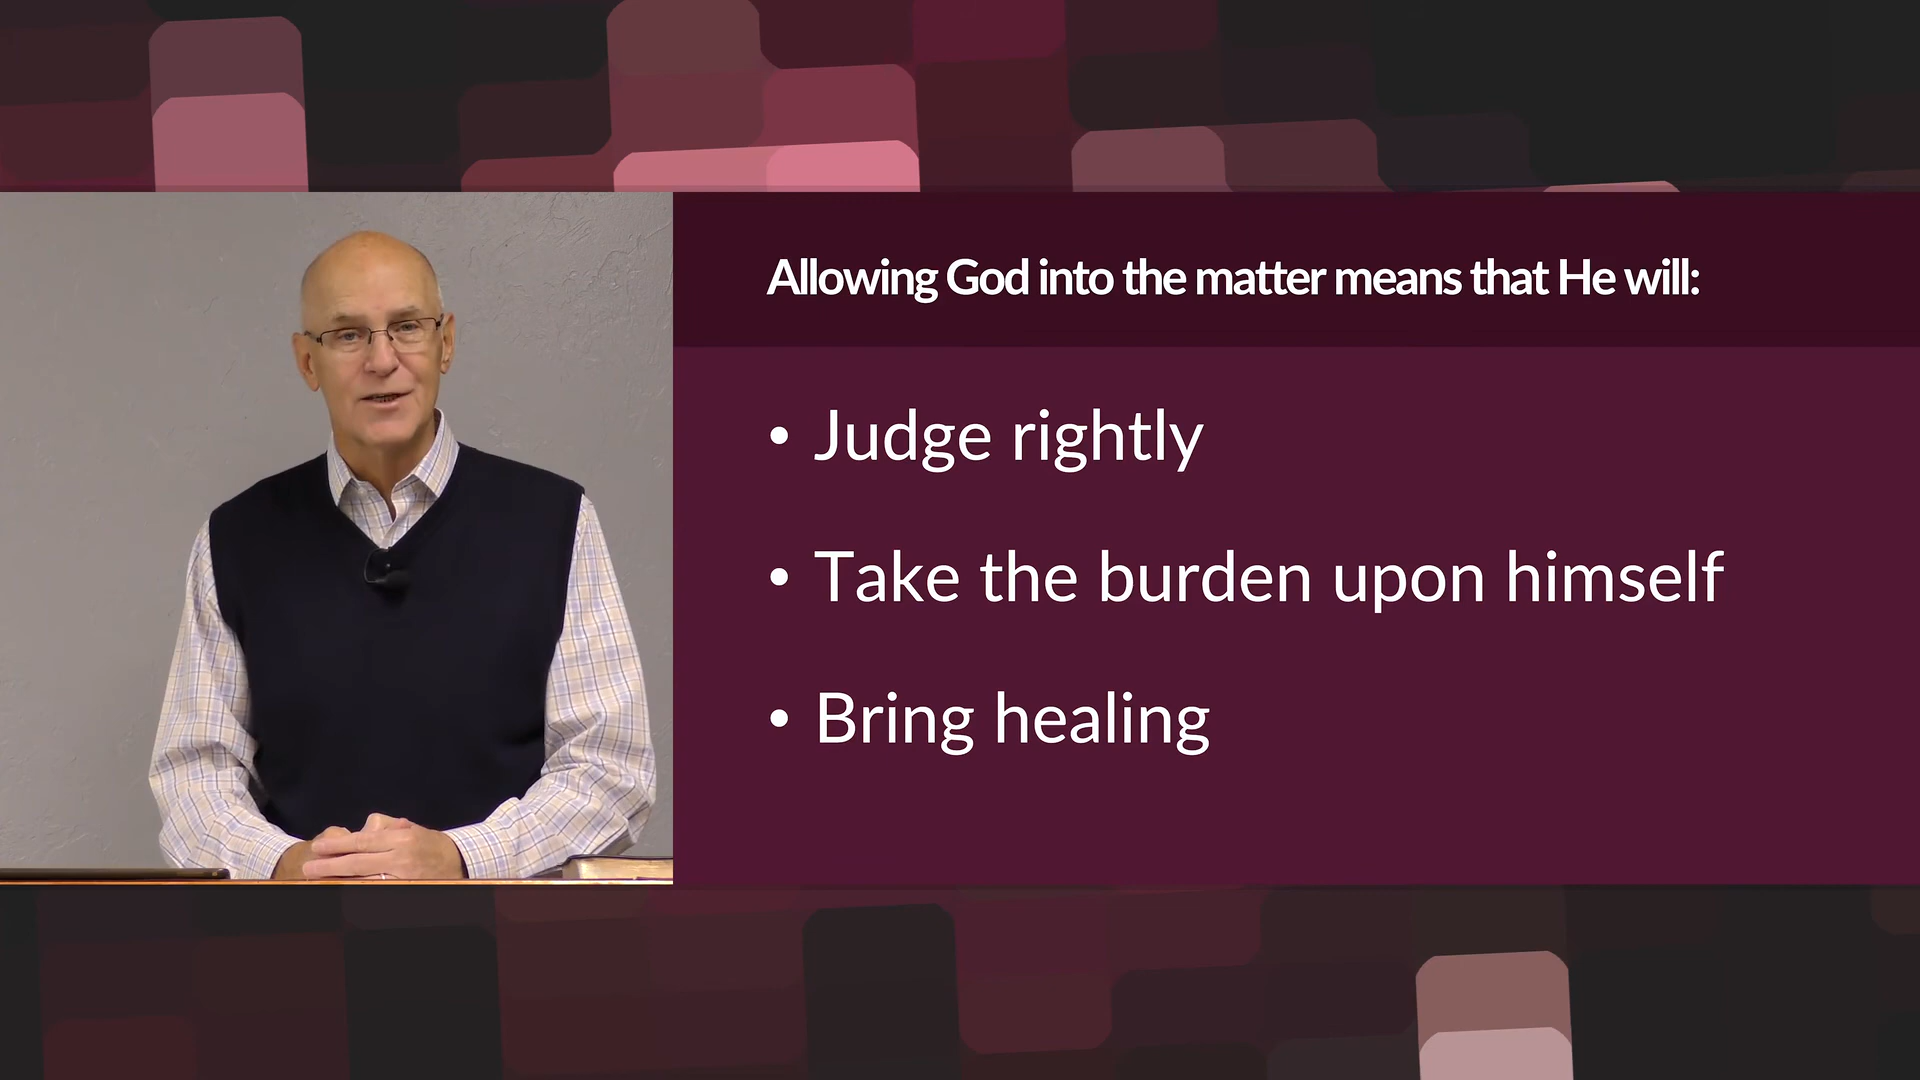 Allowing God into the matter means that He will:
• Judge rightly
• Take the burden upon himself
• Bring healing